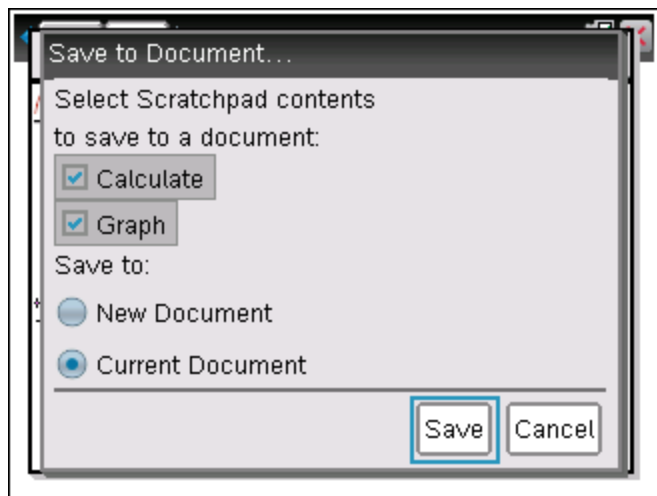 Save to Document...
Select Scratchpad contents
to save to a document:
Calculate
Graph
Save to:
New Document
Current Document
Save Cancel